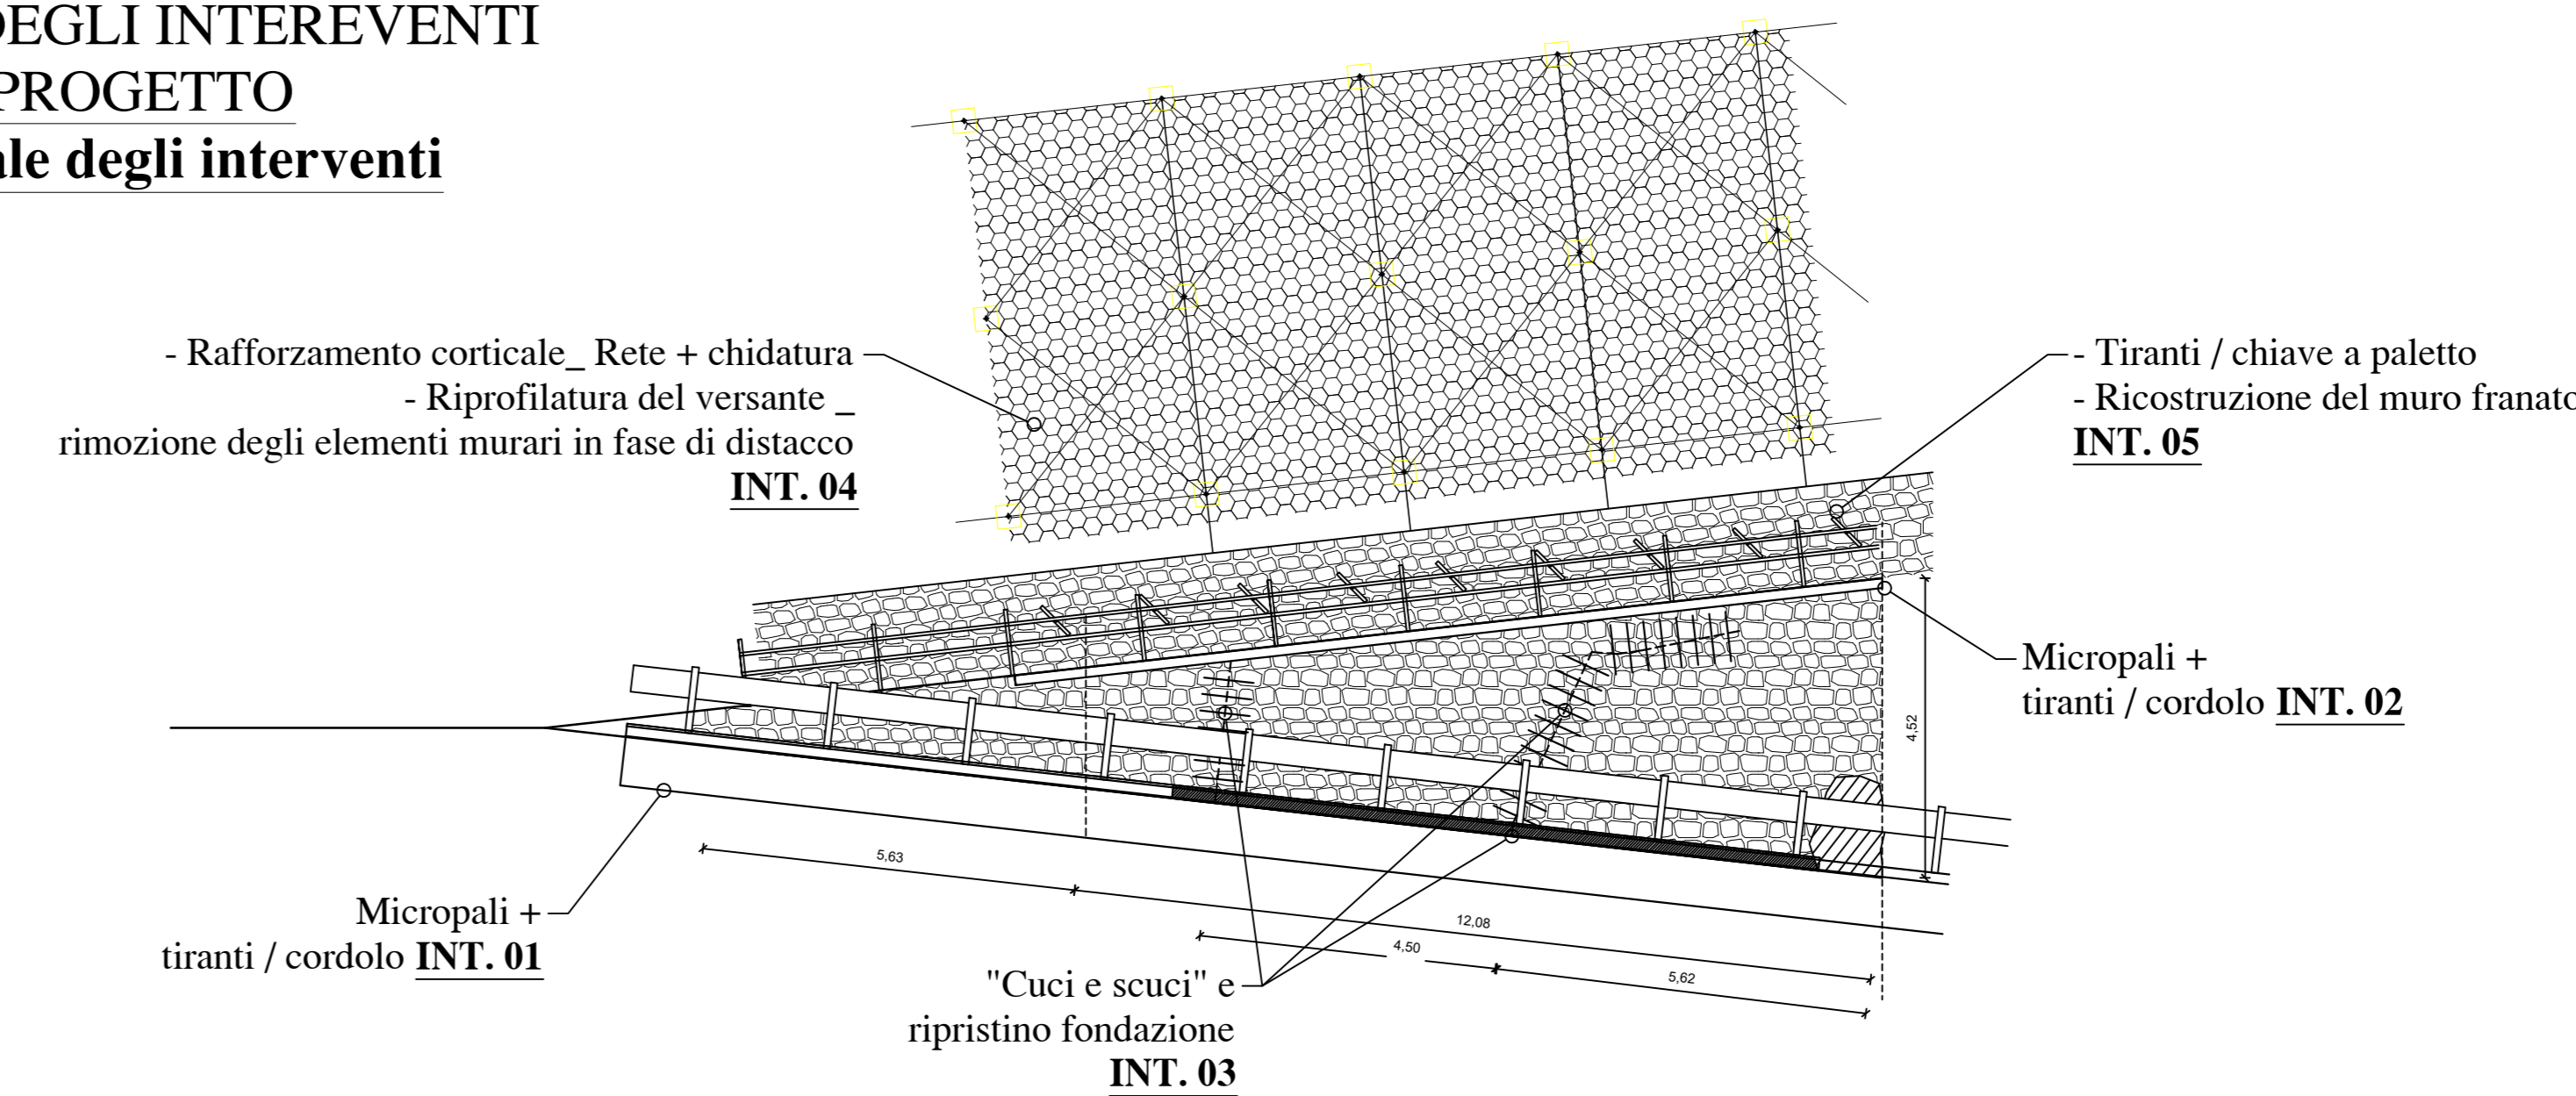 DEGLI INTEREVENTI
PROGETTO
ale degli interventi
- Rafforzamento corticale_ Rete + chidatura
- Riprofilatura del versante _
rimozione degli elementi murari in fase di distacco
INT. 04
- Tiranti / chiave a paletto
- Ricostruzione del muro franato
INT. 05
Micropali +
tiranti / cordolo INT. 02
4,52
Micropali +
tiranti / cordolo INT. 01
5,63
12,08
4,50
5,62
"Cuci e scuci" e
ripristino fondazione
INT. 03